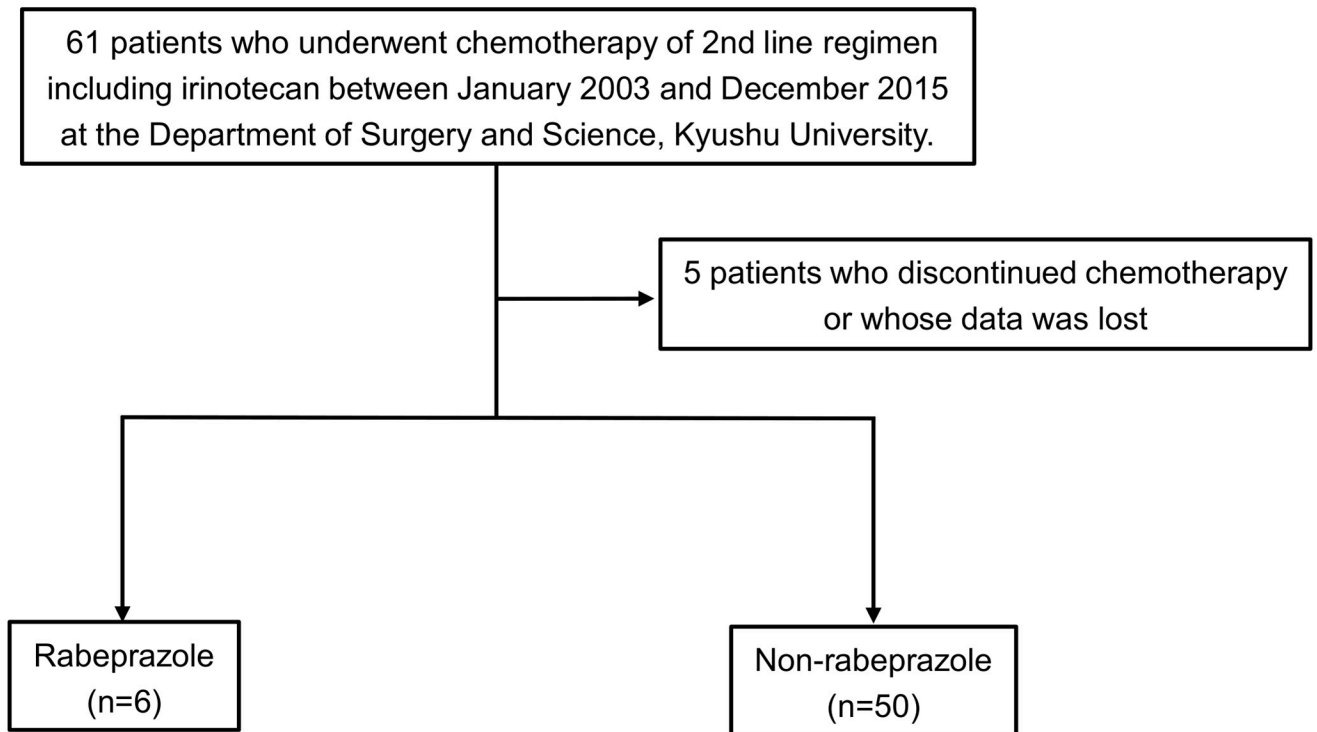 61 patients who underwent chemotherapy of 2nd line regimen
including irinotecan between January 2003 and December 2015
at the Department of Surgery and Science, Kyushu University.
5 patients who discontinued chemotherapy
or whose data was lost
Rabeprazole
(n=6)
Non-rabeprazole
(n=50)